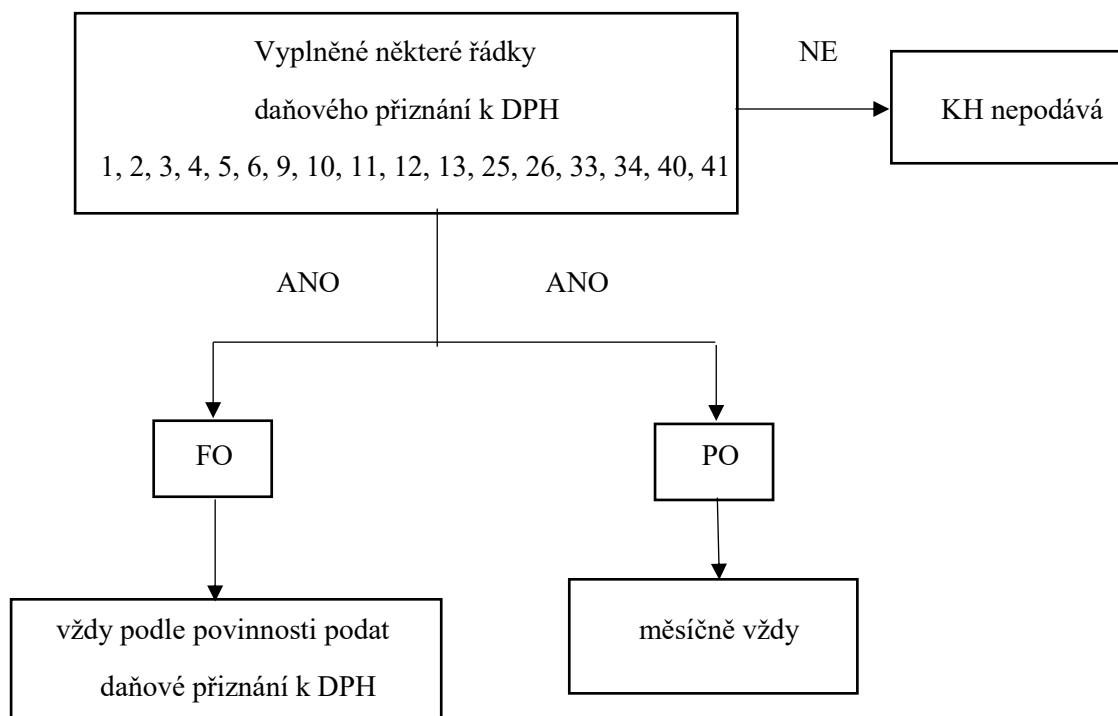 Vyplněné některé řádky
daňového přiznání k DPH
1, 2, 3, 4, 5, 6, 9, 10, 11, 12, 13, 25, 26, 33, 34, 40, 41
NE
KH nepodává
ANO
ANO
FO
PO
vždy podle povinnosti podat
daňové přiznání k DPH
měsíčně vždy